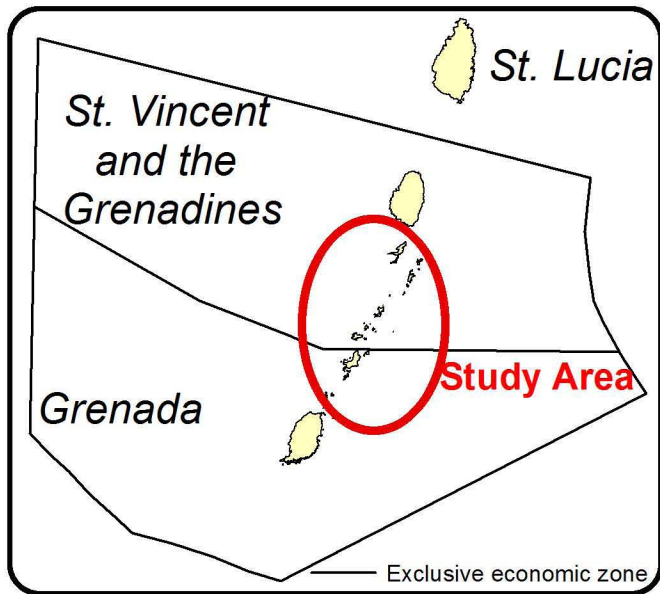 St. Lucia
St. Vincent
and the
Grenadines
Study Area
Grenada
Exclusive economic zone